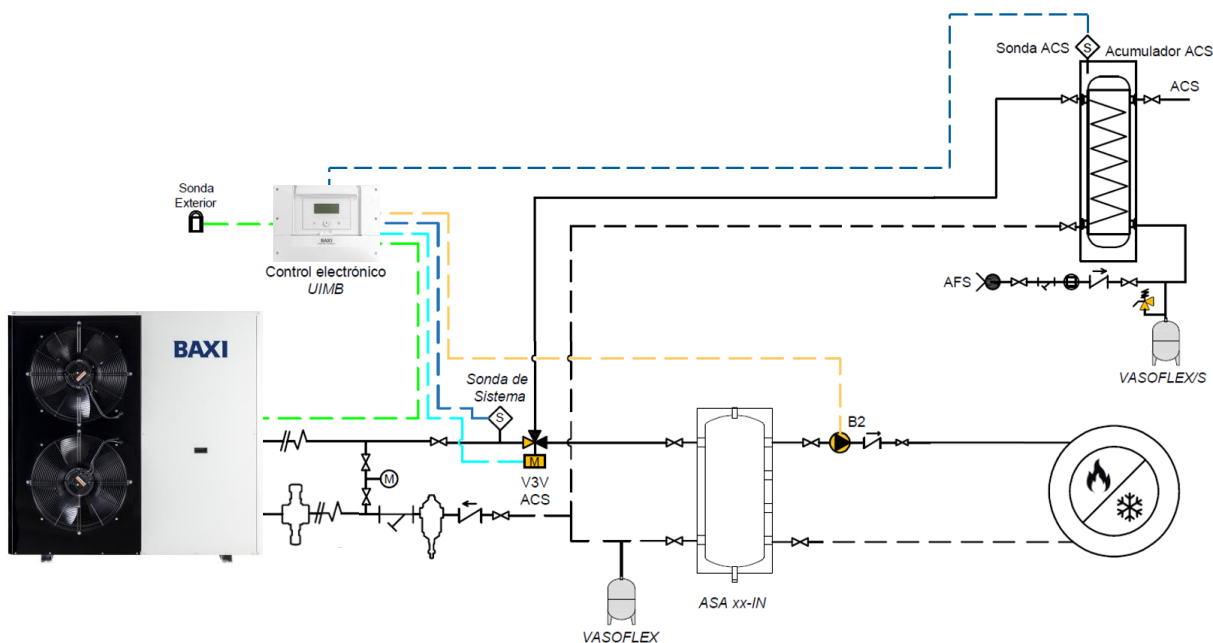 Sonda ACS
S
Acumulador ACS
ACS
Sonda
Exterior
BAXI
Control electrónico
UIMB
AFS
VASOFLEX/S
BAXI
Sonda de
Sistema
S
B2
M
V3V
ACS
M
ASA xx-IN
VASOFLEX